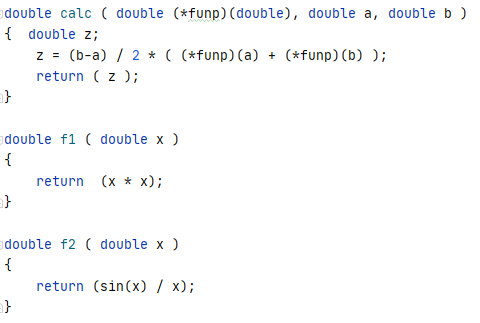 double calc ( double (*funp)(double), double a, double b )
{  double z;
    z = (b-a) / 2 * ( (*funp)(a) + (*funp)(b) );
    return ( z );
}

double f1 ( double x )
{
    return  (x * x);
}

double f2 ( double x )
{
    return (sin(x) / x);
}